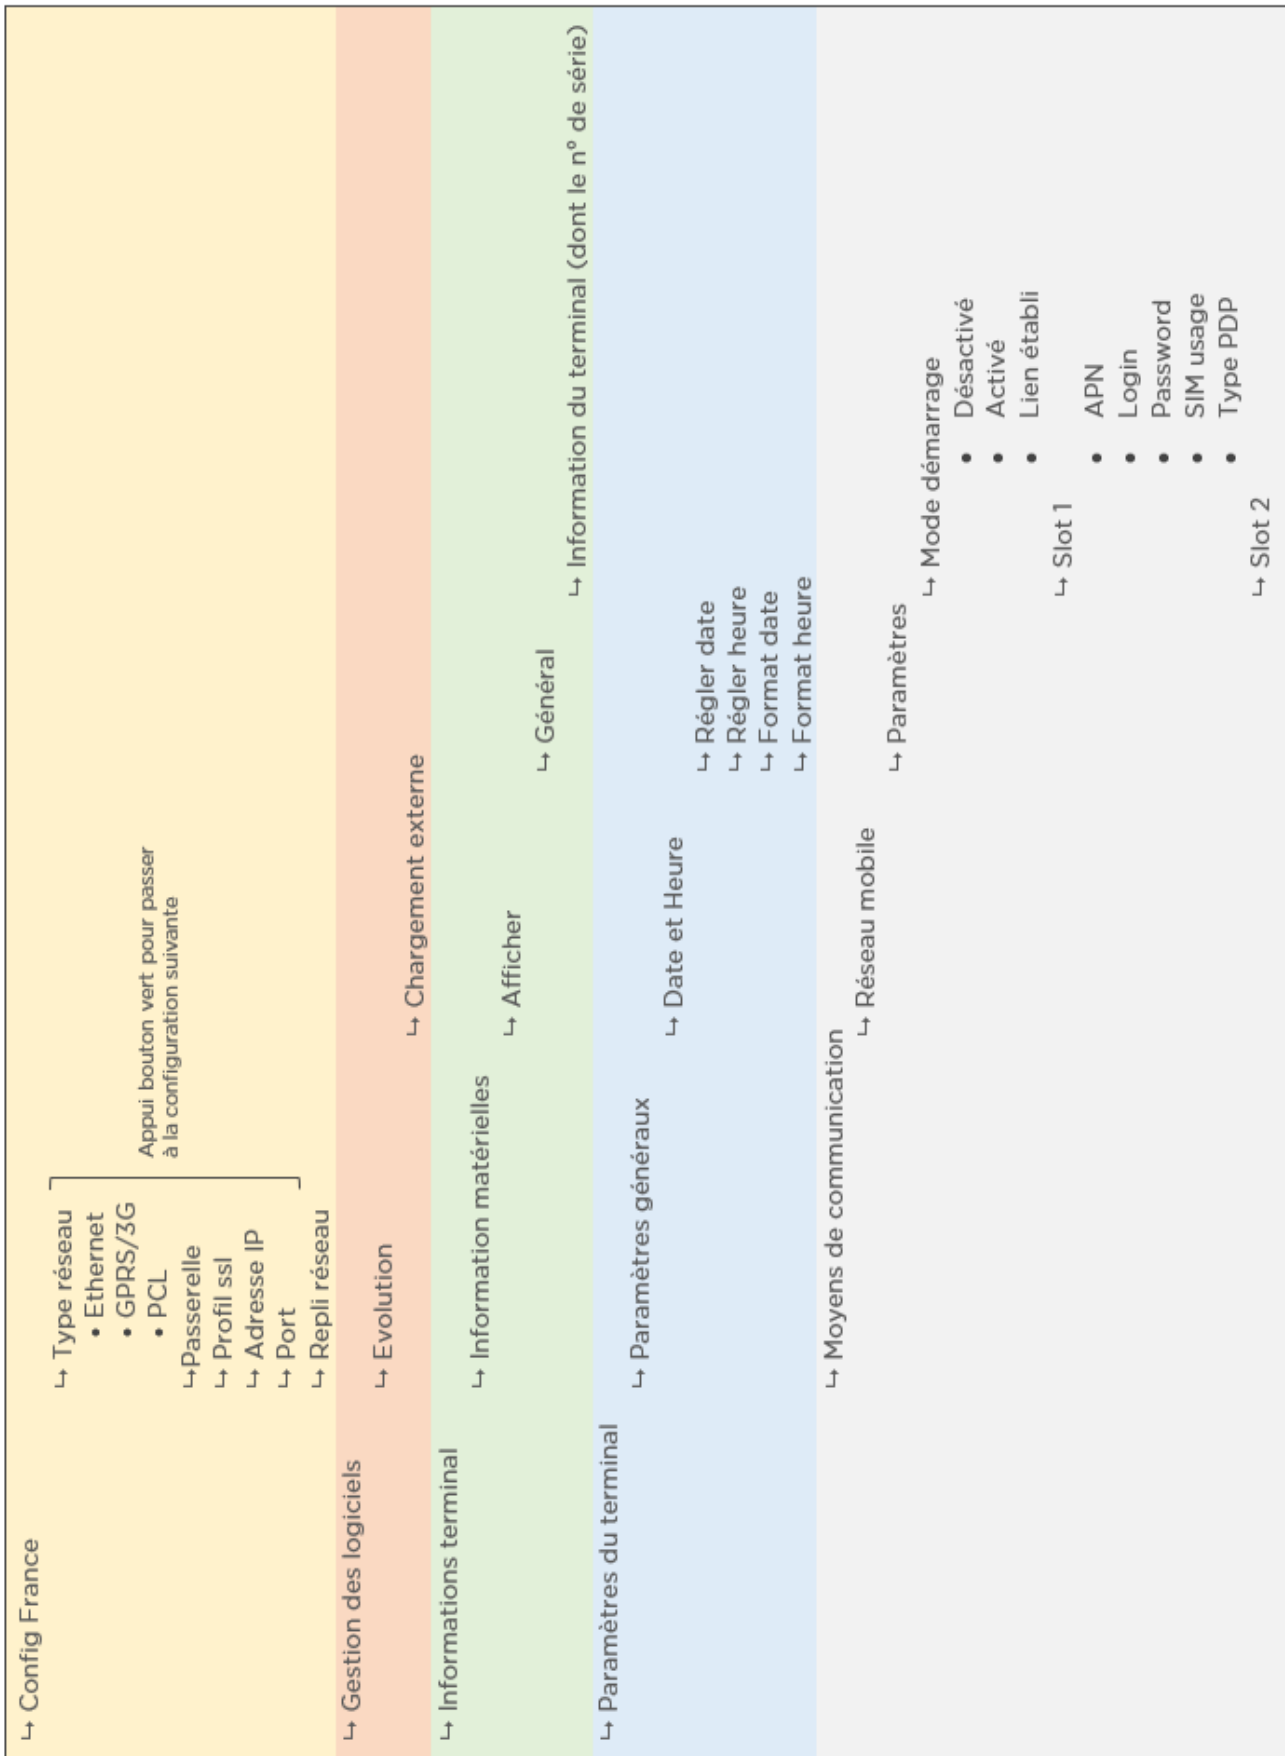 ↳ Config France
↳ Type réseau
• Ethernet
• GPRS/3G
• PCL
Appui bouton vert pour passer
à la configuration suivante
↳Passerelle
↳ Profil ssl
↳ Adresse IP
↳ Port
↳ Repli réseau
↳ Gestion des logiciels
↳ Evolution
↳ Chargement externe
↳ Informations terminal
↳ Information matérielles
↳ Afficher
↳ Général
↳ Information du terminal (dont le n° de série)
↳ Paramètres du terminal
↳ Paramètres généraux
↳ Date et Heure
↳ Régler date
↳ Régler heure
↳ Format date
↳ Format heure
↳ Moyens de communication
↳ Réseau mobile
↳ Paramètres
↳ Mode démarrage
• Désactivé
• Activé
• Lien établi
↳ Slot 1
• APN
• Login
• Password
• SIM usage
• Type PDP
↳ Slot 2